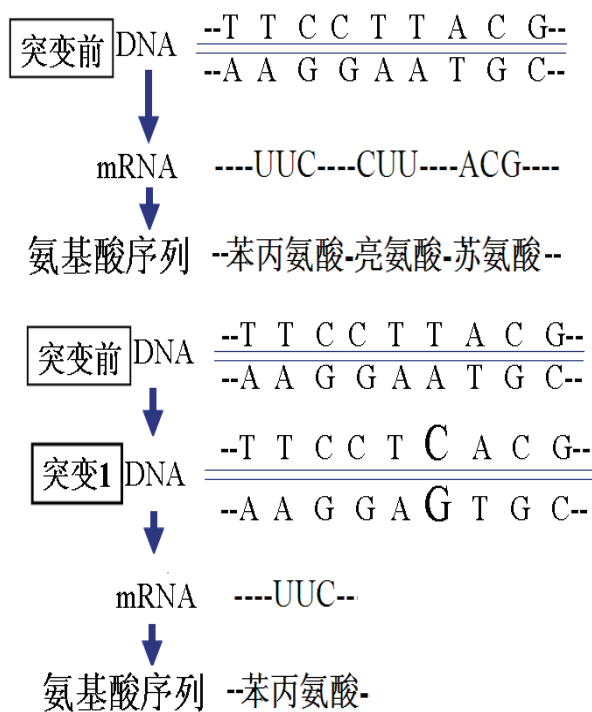 --T T C C T T A C G--
突变前 DNA
--A A G G A A T G C--
mRNA ----UUC----CUU----ACG----
氨基酸序列 --苯丙氨酸-亮氨酸-苏氨酸--
--T T C C T T A C G--
突变前 DNA
--A A G G A A T G C--
--T T C C T C A C G--
突变1 DNA
--A A G G A G T G C--
mRNA ----UUC--
氨基酸序列 --苯丙氨酸-